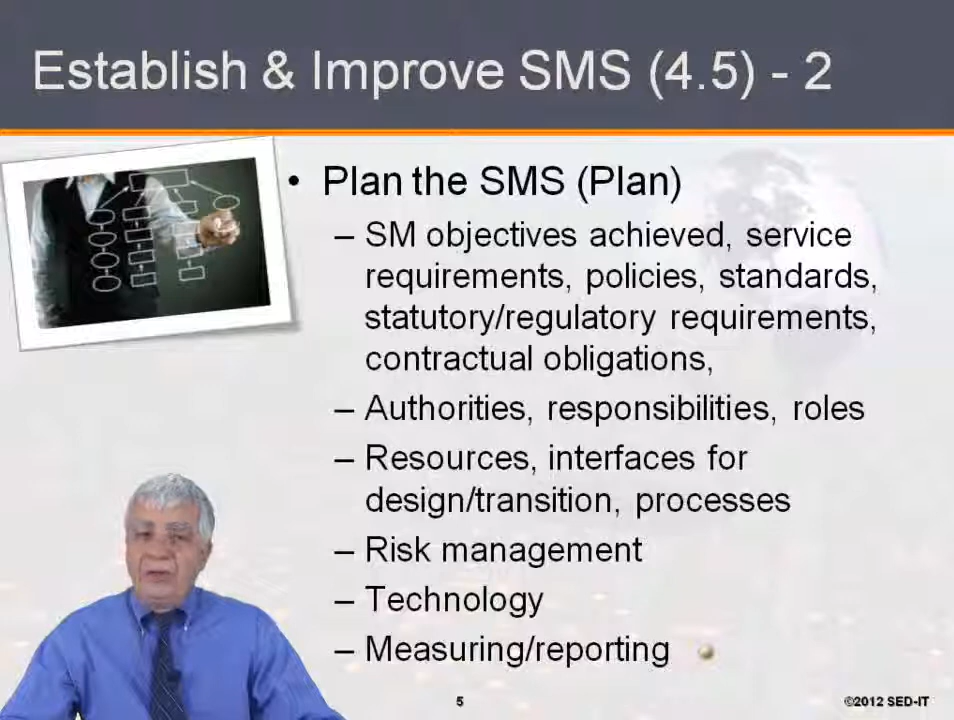 Establish & Improve SMS (4.5) - 2
• Plan the SMS (Plan)
– SM objectives achieved, service
requirements, policies, standards,
statutory/regulatory requirements,
contractual obligations,
– Authorities, responsibilities, roles
– Resources, interfaces for
design/transition, processes
– Risk management
– Technology
– Measuring/reporting
5
©2012 SED-IT